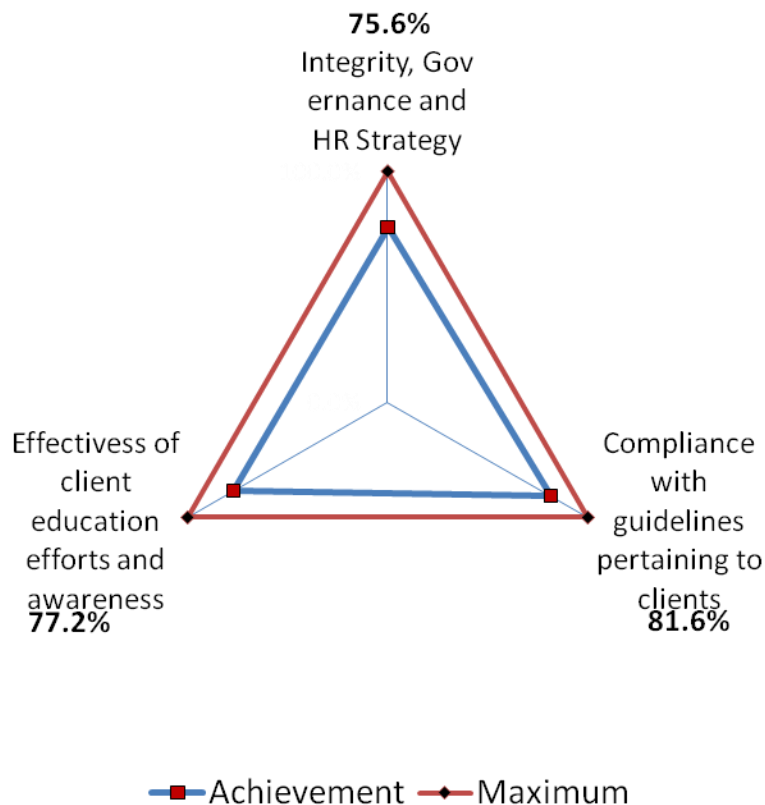 75.6%
Integrity, Gov
ernance and
HR Strategy
Effectivess of
client
education
efforts and
awareness
77.2%
Compliance
with
guidelines
pertaining to
clients
81.6%
Achievement
Maximum